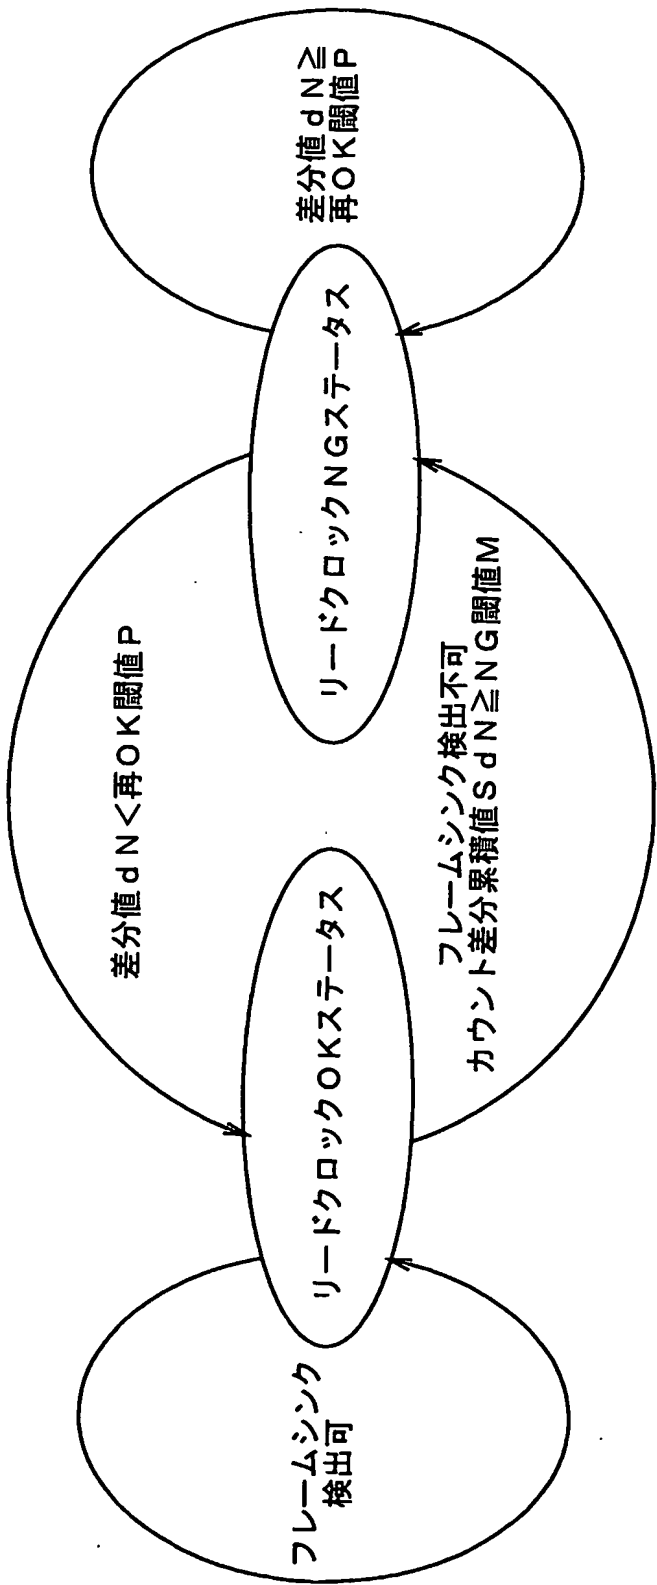 差分値dN<再OK閾値P
フレームシンク
検出可
リードクロックOKステータス
リードクロックNGステータス
差分値dN≧
再OK閾値P
フレームシンク検出不可
カウント差分累積値SdN≧NG閾値M